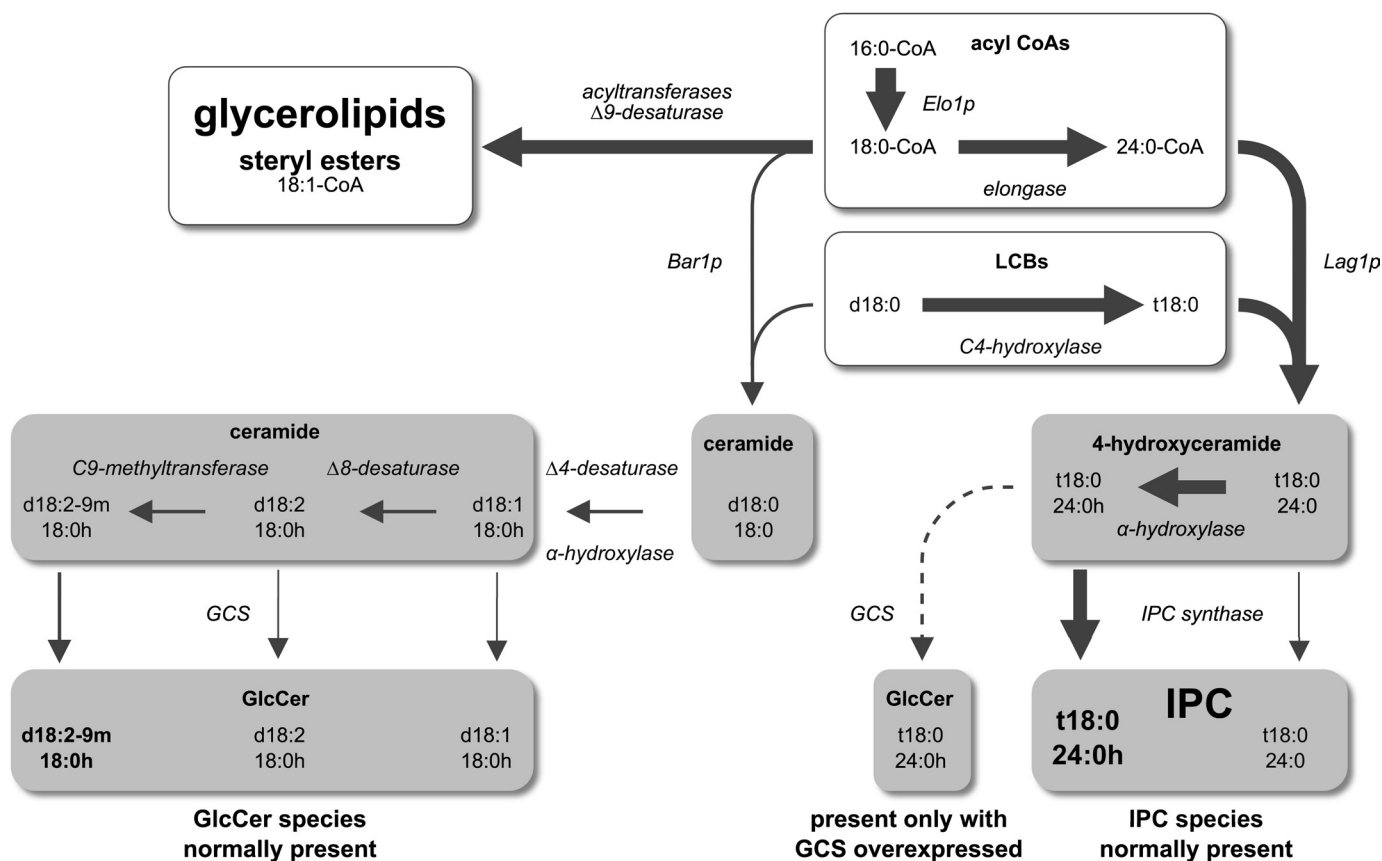 acyl CoAs
16:0-CoA
Elo1p
18:0-CoA
24:0-CoA
elongase
acyltransferases
Δ9-desaturase
glycerolipids
steryl esters
18:1-CoA
Bar1p
Lag1p
LCBs
d18:0
t18:0
C4-hydroxylase
ceramide
C9-methyltransferase
Δ8-desaturase
d18:2-9m
18:0h
d18:2
18:0h
d18:1
18:0h
Δ4-desaturase
α-hydroxylase
ceramide
d18:0
18:0
4-hydroxyceramide
t18:0
24:0h
t18:0
24:0
α-hydroxylase
GCS
GCS
IPC synthase
GlcCer
d18:2-9m
18:0h
d18:2
18:0h
d18:1
18:0h
GlcCer
t18:0
24:0h
IPC
t18:0
24:0h
t18:0
24:0
GlcCer species
normally present
present only with
GCS overexpressed
IPC species
normally present